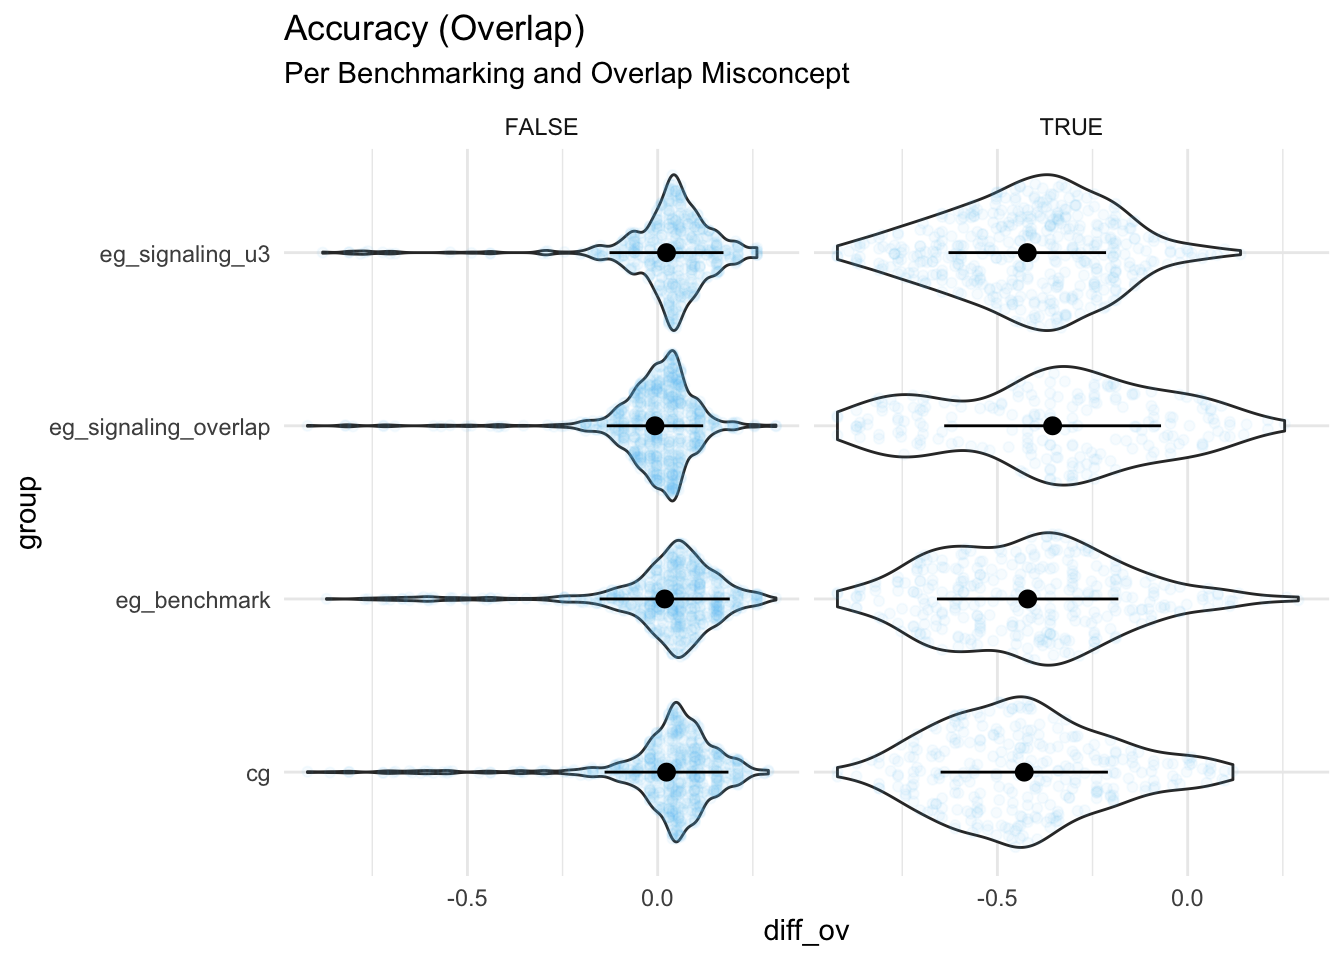 Accuracy (Overlap)
Per Benchmarking and Overlap Misconcept
FALSE
TRUE
group
eg_signaling_u3
eg_signaling_overlap
eg_benchmark
cg
-0.5
0.0
-0.5
0.0
diff_ov